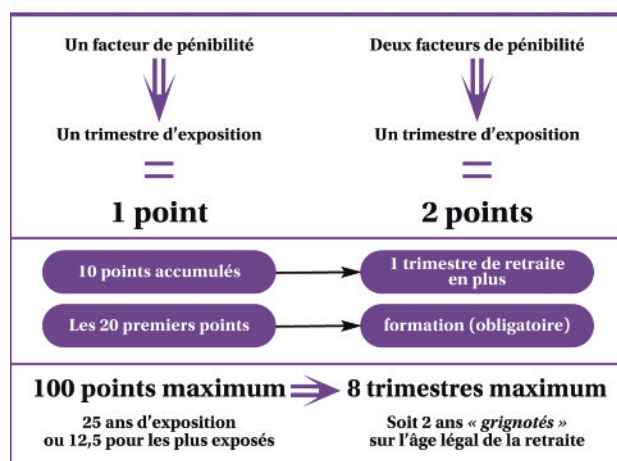 Un facteur de pénibilité
Deux facteurs de pénibilité
Un trimestre d'exposition
Un trimestre d'exposition
=
=
1 point
2 points
10 points accumulés
1 trimestre de retraite
en plus
Les 20 premiers points
formation (obligatoire)
100 points maximum
8 trimestres maximum
25 ans d'exposition
ou 12,5 pour les plus exposés
Soit 2 ans « grignotés »
sur l'âge légal de la retraite